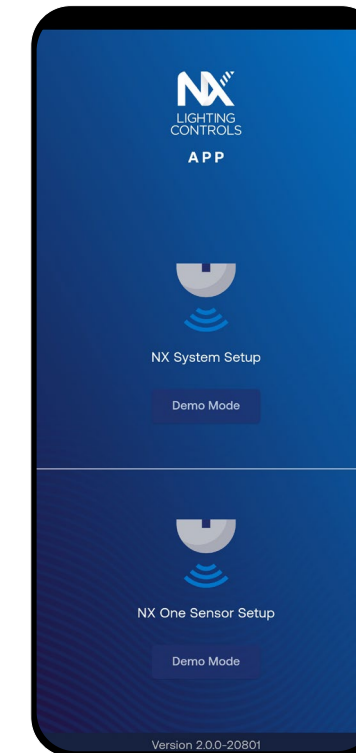 NX
LIGHTING
CONTROLS
APP
NX System Setup
Demo Mode
NX One Sensor Setup
Demo Mode
Version 2.0.0-20801